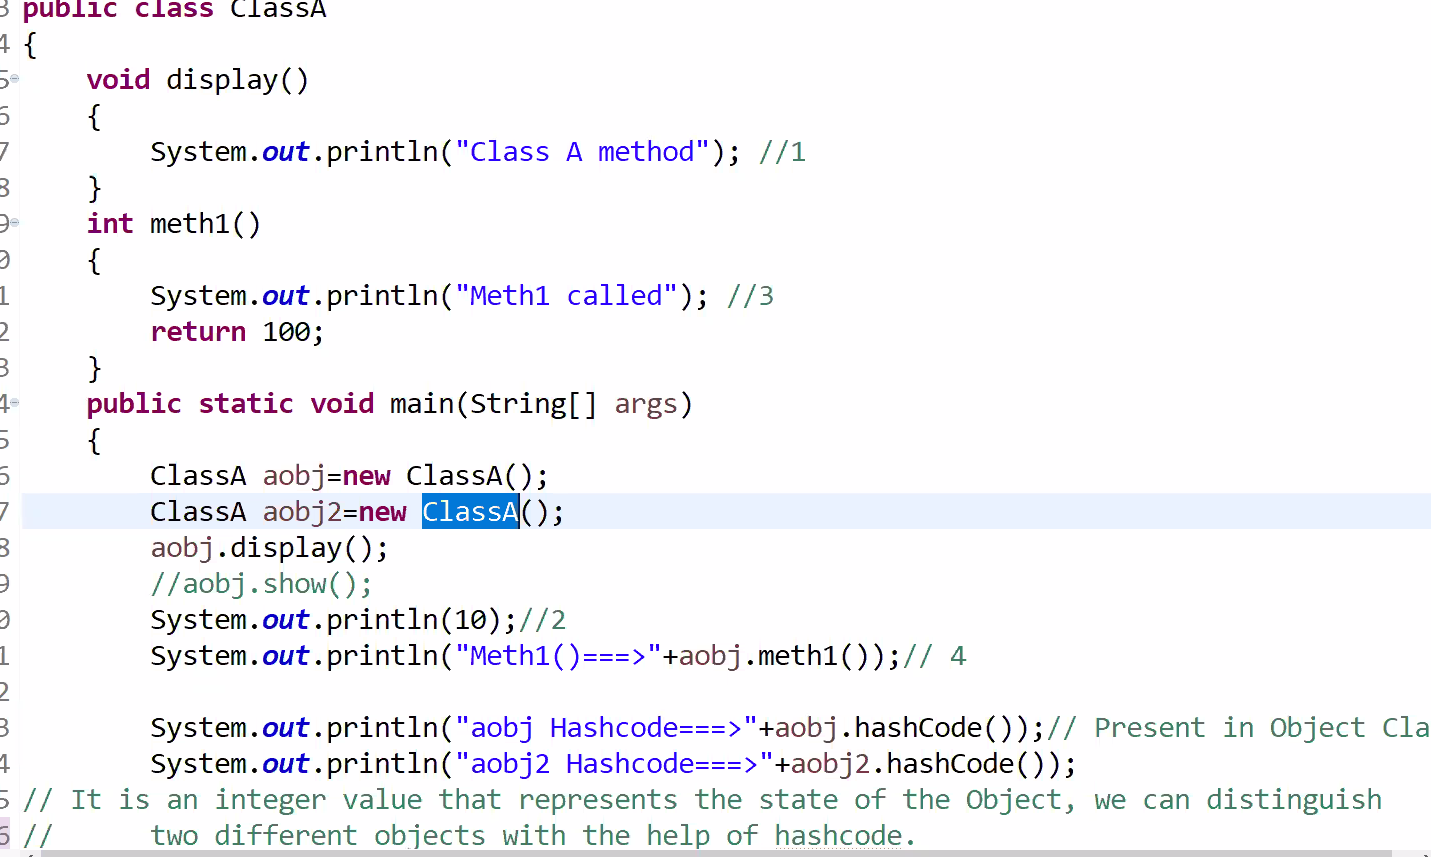 3 public class ClassA
4 {
5 void display()
6 {
7 System.out.println("Class A method"); //1
8 }
9 int meth1()
0 {
1 System.out.println("Meth1 called"); //3
2 return 100;
3 }
4 public static void main(String[] args)
5 {
6 ClassA aobj=new ClassA();
7 ClassA aobj2=new ClassA();
8 aobj.display();
9 //aobj.show();
0 System.out.println(10);//2
1 System.out.println("Meth1()===>"+aobj.meth1());// 4
2
3 System.out.println("aobj Hashcode===>"+aobj.hashCode());// Present in Object Cla
4 System.out.println("aobj2 Hashcode===>"+aobj2.hashCode());
5 // It is an integer value that represents the state of the Object, we can distinguish
6 // two different objects with the help of hashcode.